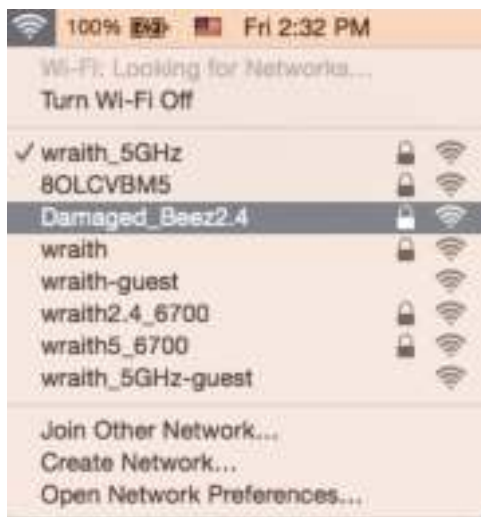 100% Fri 2:32 PM
Wi-Fi: Looking for Networks...
Turn Wi-Fi Off
✓ wraith_5GHz
8OLCVBM5
Damaged_Beez2.4
wraith
wraith-guest
wraith2.4_6700
wraith5_6700
wraith_5GHz-guest
Join Other Network...
Create Network...
Open Network Preferences...